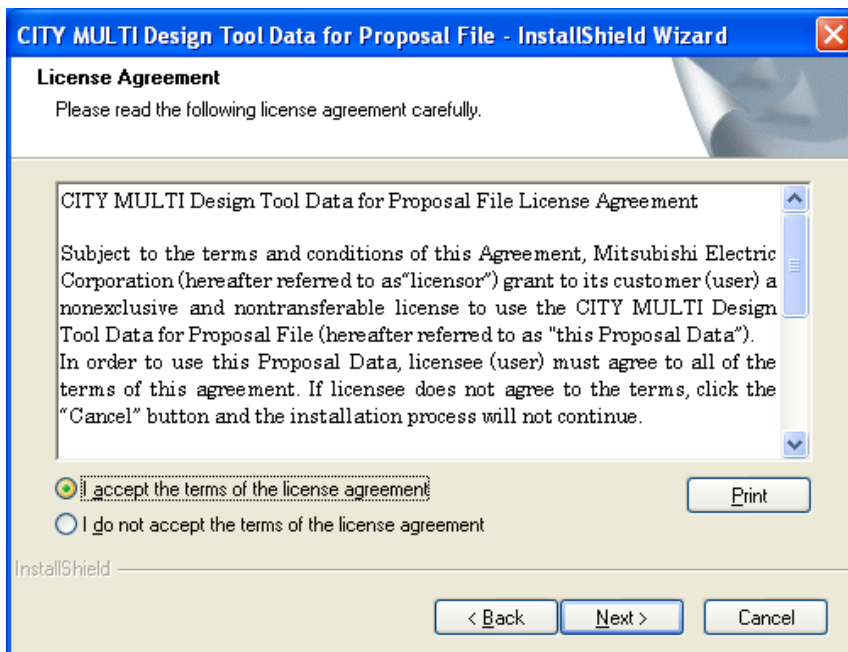 CITY MULTI Design Tool Data for Proposal File - InstallShield Wizard
License Agreement
Please read the following license agreement carefully.
CITY MULTI Design Tool Data for Proposal File License Agreement
Subject to the terms and conditions of this Agreement, Mitsubishi Electric
Corporation (hereafter referred to as“licensor”) grant to its customer (user) a
nonexclusive and nontransferable license to use the CITY MULTI Design
Tool Data for Proposal File (hereafter referred to as "this Proposal Data").
In order to use this Proposal Data, licensee (user) must agree to all of the
terms of this agreement. If licensee does not agree to the terms, click the
“Cancel” button and the installation process will not continue.
I accept the terms of the license agreement
Print
I do not accept the terms of the license agreement
InstallShield
< Back
Next >
Cancel